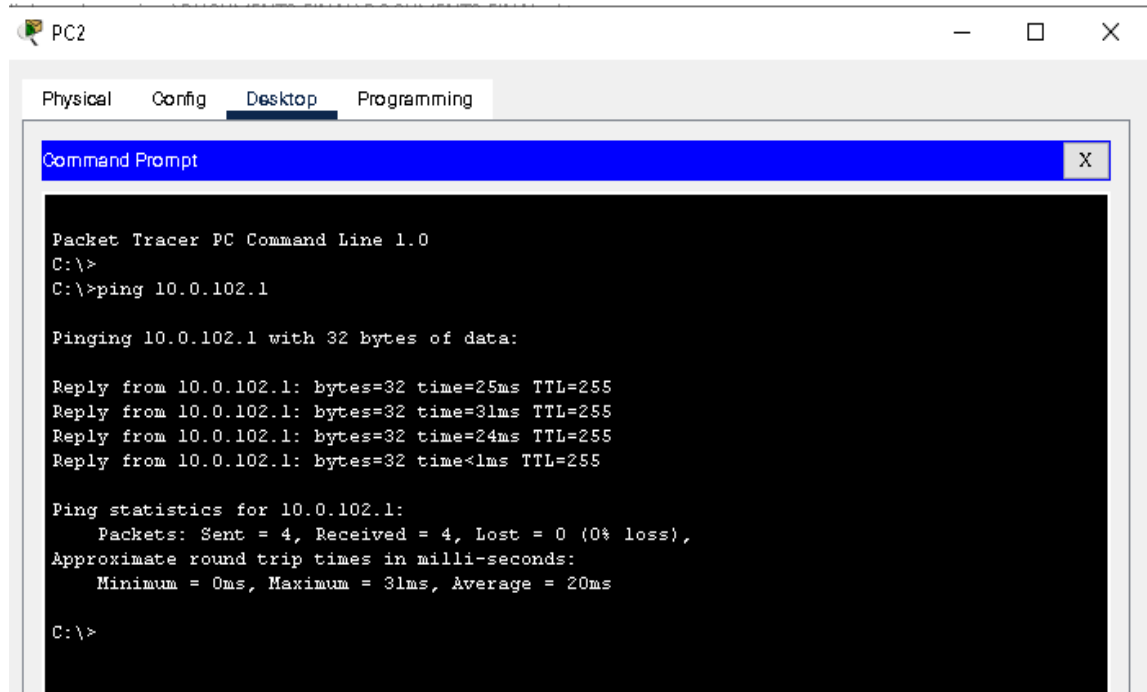 PC2
Physical Config Desktop Programming
Command Prompt
X
Packet Tracer PC Command Line 1.0
C:\>
C:\>ping 10.0.102.1
Pinging 10.0.102.1 with 32 bytes of data:
Reply from 10.0.102.1: bytes=32 time=25ms TTL=255
Reply from 10.0.102.1: bytes=32 time=31ms TTL=255
Reply from 10.0.102.1: bytes=32 time=24ms TTL=255
Reply from 10.0.102.1: bytes=32 time<1ms TTL=255
Ping statistics for 10.0.102.1:
Packets: Sent = 4, Received = 4, Lost = 0 (0% loss),
Approximate round trip times in milli-seconds:
Minimum = 0ms, Maximum = 31ms, Average = 20ms
C:\>